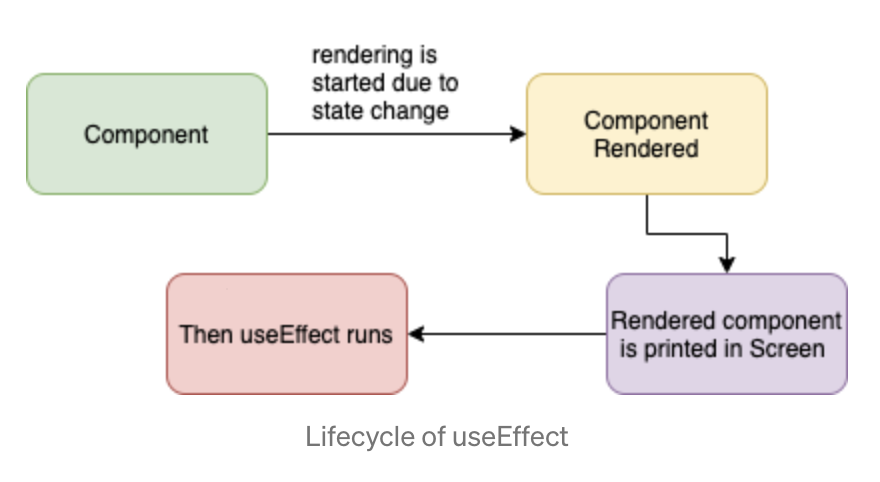 rendering is
started due to
state change
Component
Component
Rendered
Rendered component
is printed in Screen
Then useEffect runs
Lifecycle of useEffect